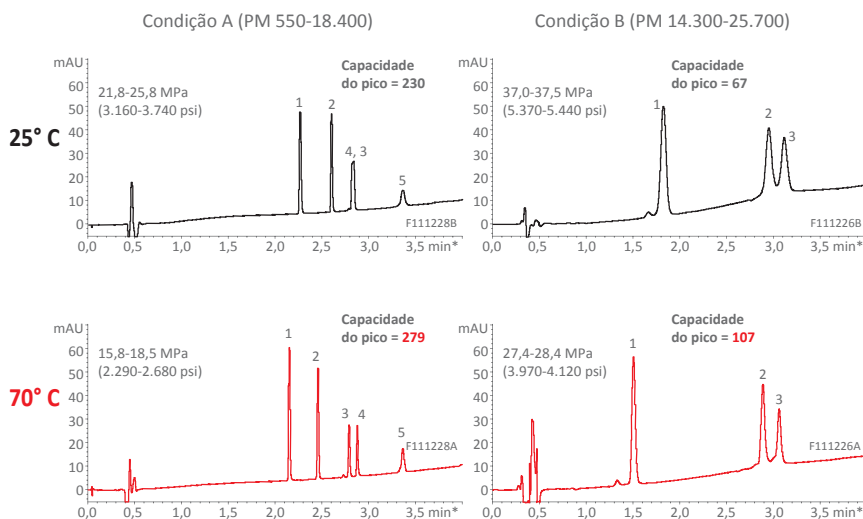 Condição A (PM 550-18.400)
Condição B (PM 14.300-25.700)
25° C
mAU
60
50
40
30
20
10
0
21,8-25,8 MPa
(3.160-3.740 psi)
Capacidade
do pico = 230
1
2
4, 3
5
F111228B
0,0 0,5 1,0 1,5 2,0 2,5 3,0 3,5 min*
mAU
60
50
40
30
20
10
0
37,0-37,5 MPa
(5.370-5.440 psi)
Capacidade
do pico = 67
1
2
3
F111226B
0,0 0,5 1,0 1,5 2,0 2,5 3,0 3,5 min*
70° C
mAU
60
50
40
30
20
10
0
15,8-18,5 MPa
(2.290-2.680 psi)
Capacidade
do pico = 279
1
2
3 4
5
F111228A
0,0 0,5 1,0 1,5 2,0 2,5 3,0 3,5 min*
mAU
60
50
40
30
20
10
0
27,4-28,4 MPa
(3.970-4.120 psi)
Capacidade
do pico = 107
1
2
3
F111226A
0,0 0,5 1,0 1,5 2,0 2,5 3,0 3,5 min*